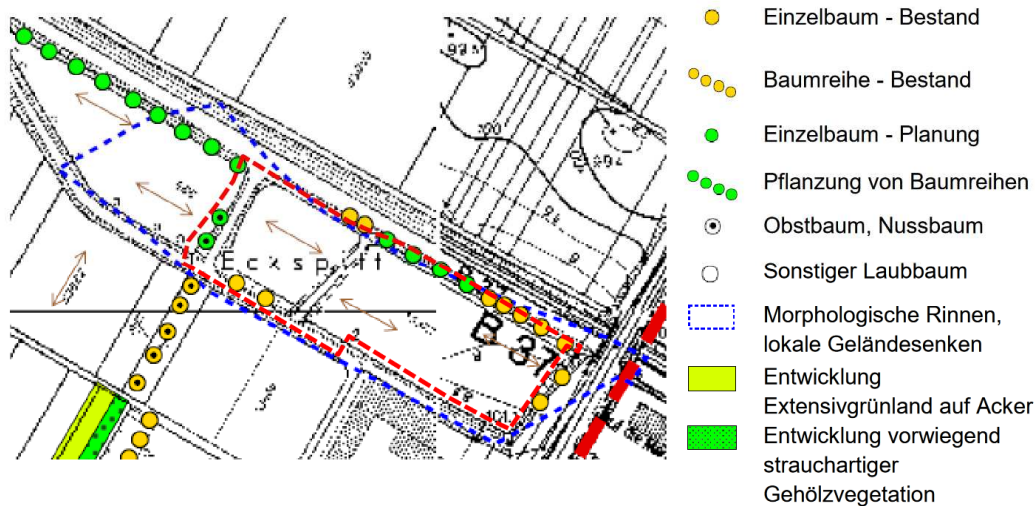 Einzelbaum - Bestand
Baumreihe - Bestand
Einzelbaum - Planung
Pflanzung von Baumreihen
Obstbaum, Nussbaum
Sonstiger Laubbaum
Morphologische Rinnen,
lokale Geländesenken
Entwicklung
Extensivgrünland auf Acker
Entwicklung vorwiegend
strauchartiger
Gehölzvegetation
Eckspitt
B 37